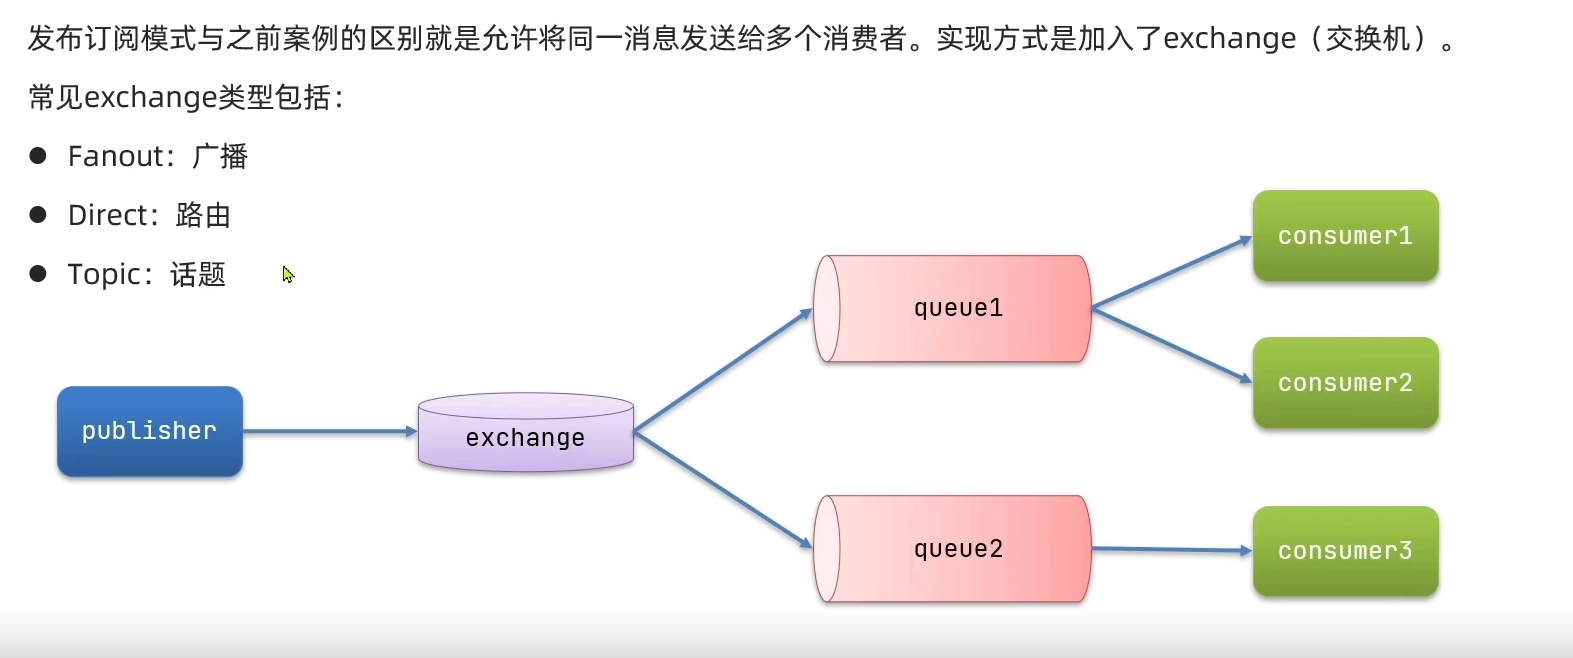 发布订阅模式与之前案例的区别就是允许将同一消息发送给多个消费者。实现方式是加入了exchange（交换机）。
常见exchange类型包括：
● Fanout：广播
● Direct：路由
● Topic：话题
publisher
exchange
queue1
queue2
consumer1
consumer2
consumer3